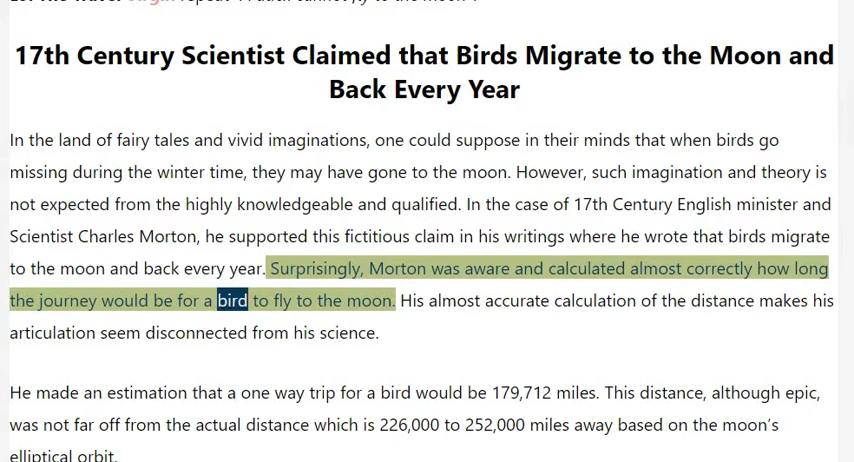 17th Century Scientist Claimed that Birds Migrate to the Moon and
Back Every Year
In the land of fairy tales and vivid imaginations, one could suppose in their minds that when birds go
missing during the winter time, they may have gone to the moon. However, such imagination and theory is
not expected from the highly knowledgeable and qualified. In the case of 17th Century English minister and
Scientist Charles Morton, he supported this fictitious claim in his writings where he wrote that birds migrate
to the moon and back every year. Surprisingly, Morton was aware and calculated almost correctly how long
the journey would be for a bird to fly to the moon. His almost accurate calculation of the distance makes his
articulation seem disconnected from his science.
He made an estimation that a one way trip for a bird would be 179,712 miles. This distance, although epic,
was not far off from the actual distance which is 226,000 to 252,000 miles away based on the moon's
elliptical orbit.